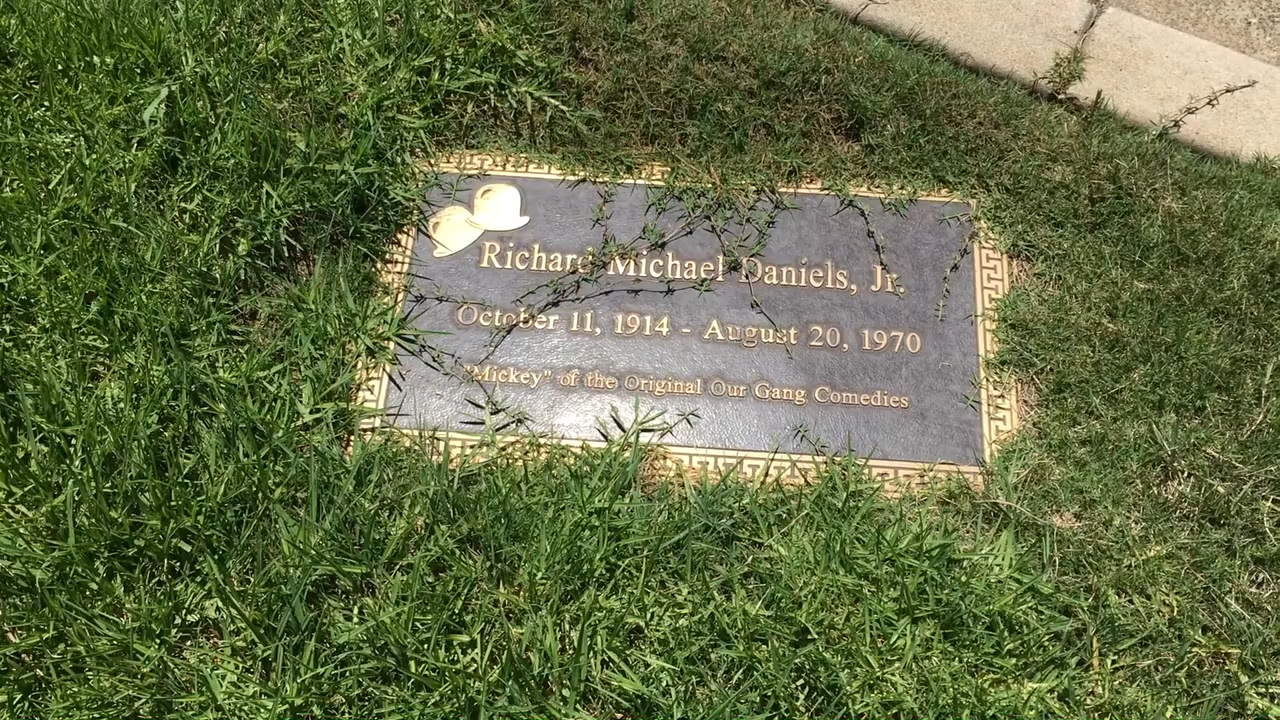 Richard Michael Daniels, Jr.
October 11, 1914 - August 20, 1970
"Mickey" of the Original Our Gang Comedies